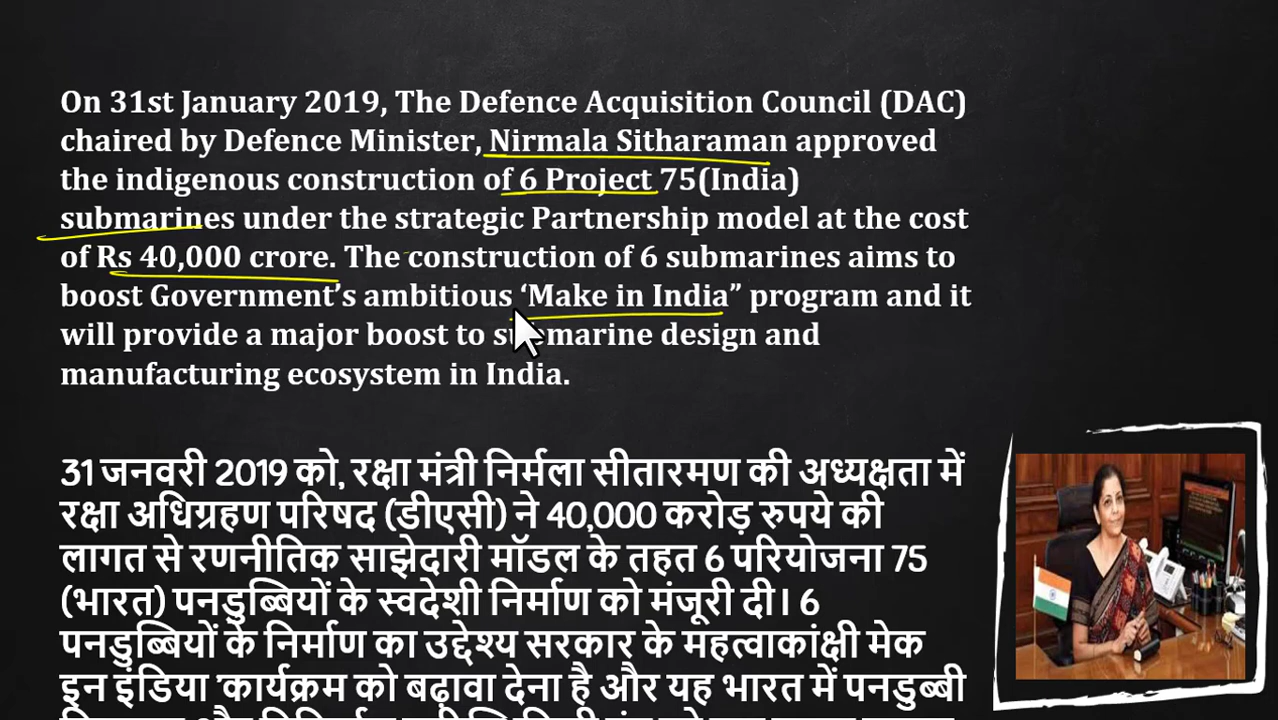 On 31st January 2019, The Defence Acquisition Council (DAC)
chaired by Defence Minister, Nirmala Sitharaman approved
the indigenous construction of 6 Project 75(India)
submarines under the strategic Partnership model at the cost
of Rs 40,000 crore. The construction of 6 submarines aims to
boost Government’s ambitious ‘Make in India” program and it
will provide a major boost to submarine design and
manufacturing ecosystem in India.
31 जनवरी 2019 को, रक्षा मंत्री निर्मला सीतारमण की अध्यक्षता में
रक्षा अधिग्रहण परिषद (डीएसी) ने 40,000 करोड़ रुपये की
लागत से रणनीतिक साझेदारी मॉडल के तहत 6 परियोजना 75
(भारत) पनडुब्बियों के स्वदेशी निर्माण को मंजूरी दी। 6
पनडुब्बियों के निर्माण का उद्देश्य सरकार के महत्वाकांक्षी मेक
इन इंडिया 'कार्यक्रम को बढ़ावा देना है और यह भारत में पनडुब्बी